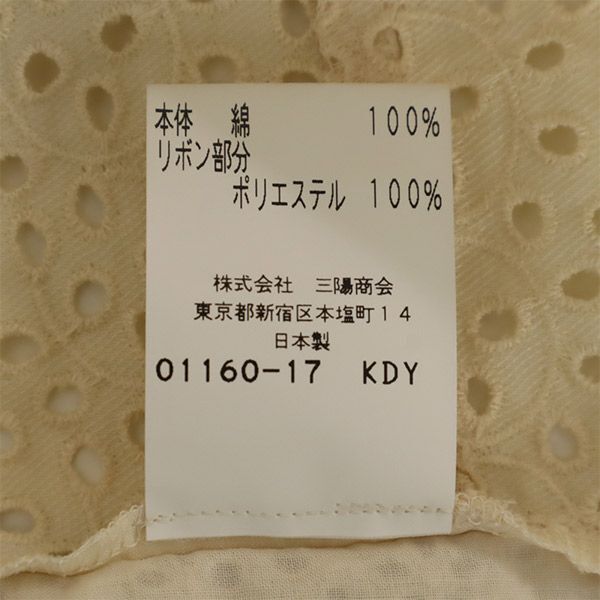 本体 綿 100%
リボン部分
ポリエステル 100%
株式会社 三陽商会
東京都新宿区本塩町14
日本製
01160-17 KDY